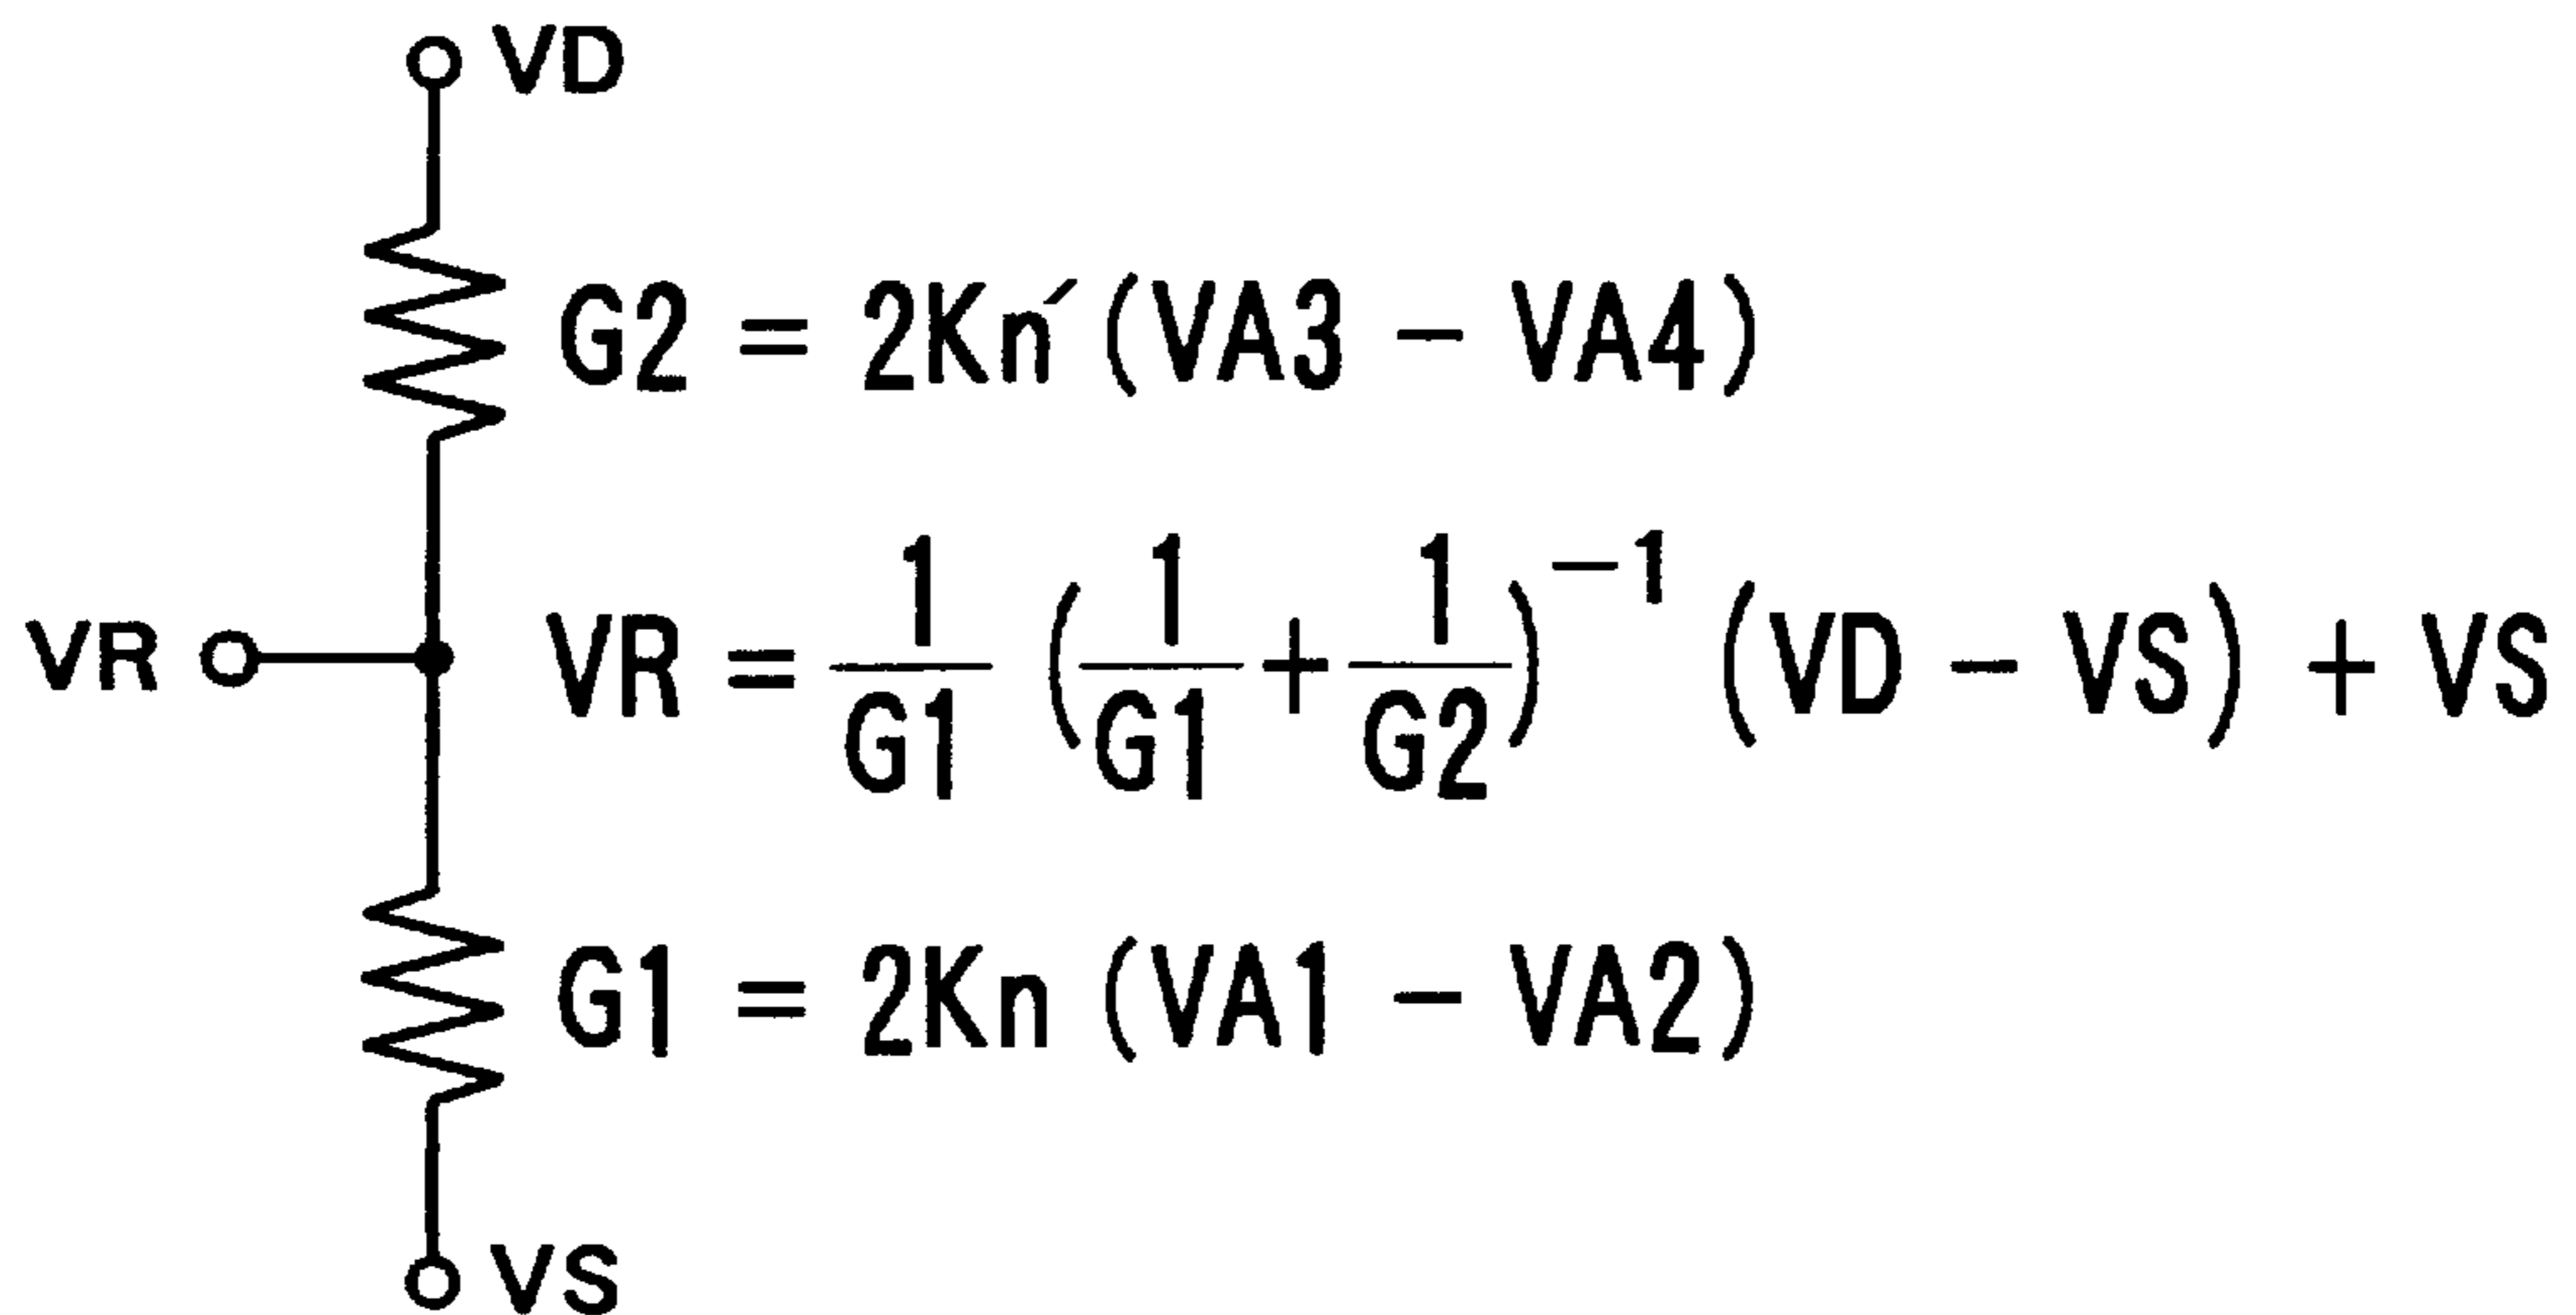 VD
G2 = 2Kn′(VA3 − VA4)
VR VR = 1/G1 (1/G1 + 1/G2)^−1 (VD − VS) + VS
G1 = 2Kn (VA1 − VA2)
VS